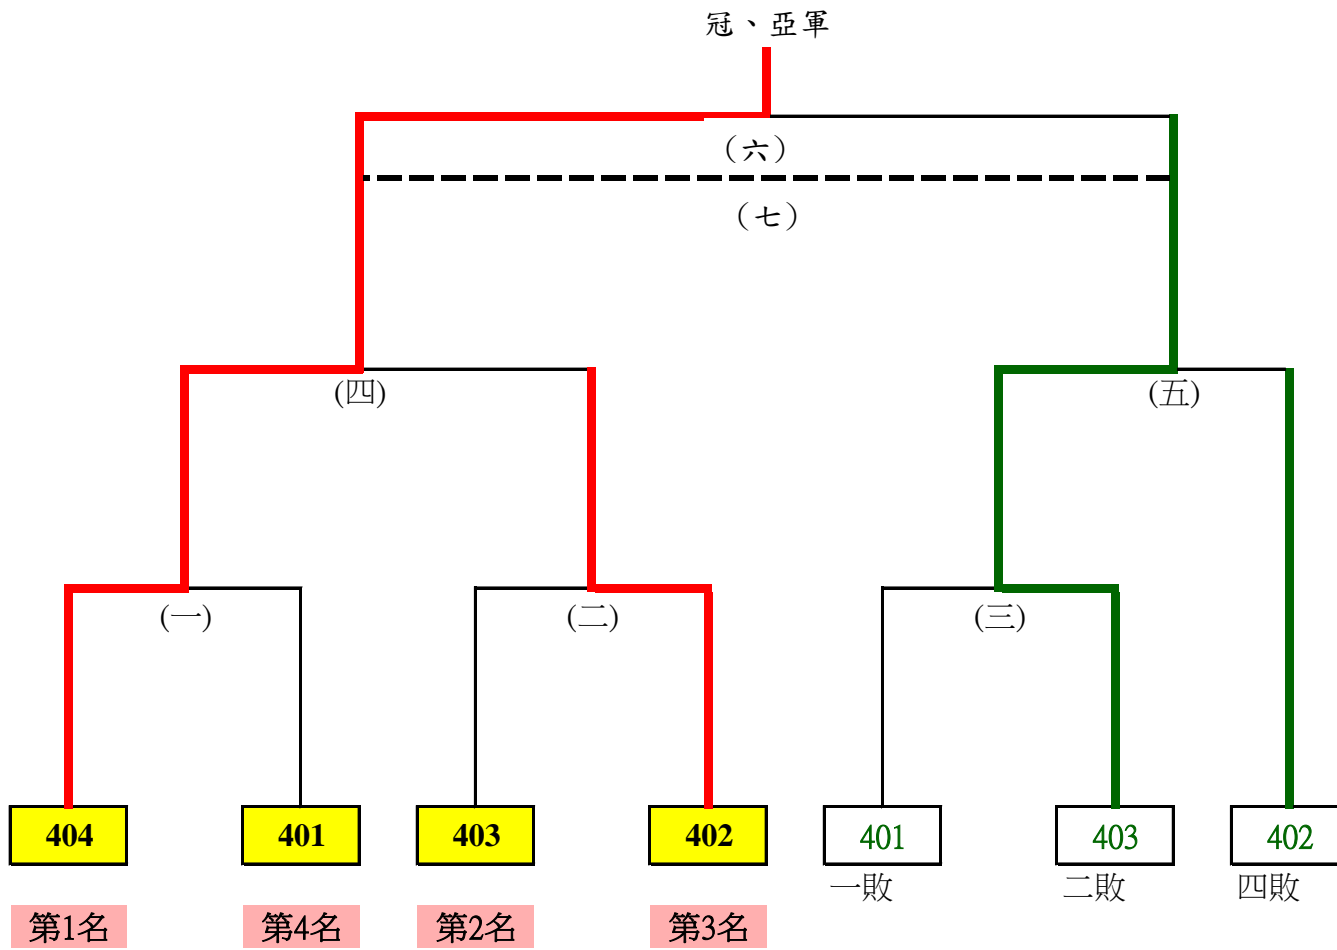 冠、亞軍
（六）
（七）
(四)
(五)
(一)
(二)
(三)
404
401
403
402
401
403
402
一敗
二敗
四敗
第1名
第4名
第2名
第3名